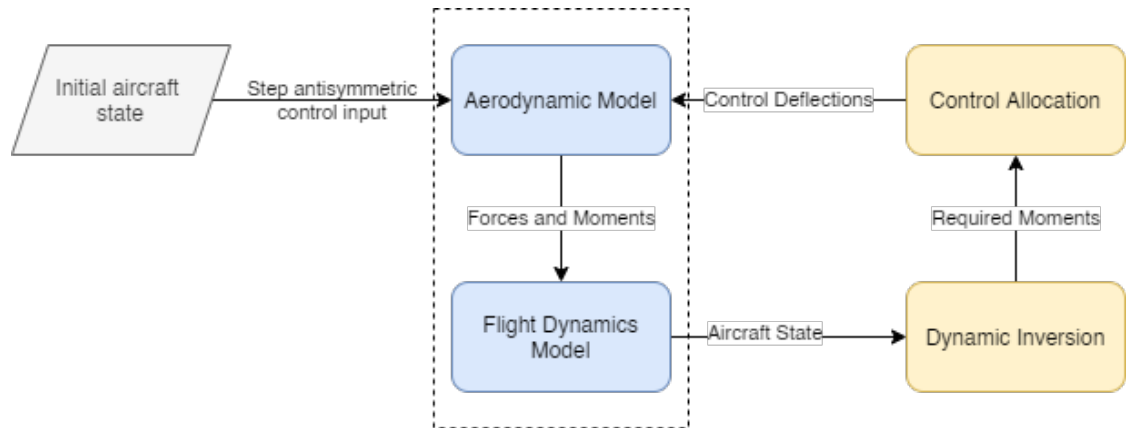 Initial aircraft
state
Step antisymmetric
control input
Aerodynamic Model
Control Deflections
Control Allocation
Forces and Moments
Required Moments
Flight Dynamics
Model
Aircraft State
Dynamic Inversion